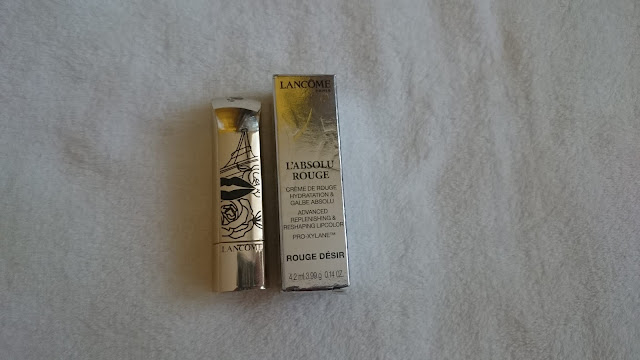 LANCÔME
PARIS
L'ABSOLU
ROUGE
CRÈME DE ROUGE
HYDRATATION &
GALBE ABSOLU
ADVANCED
REPLENISHING &
RESHAPING LIPCOLOR
PRO-XYLANE™
ROUGE DÉSIR
4.2 ml 3.99 g 0.14 OZ.
LANCÔME